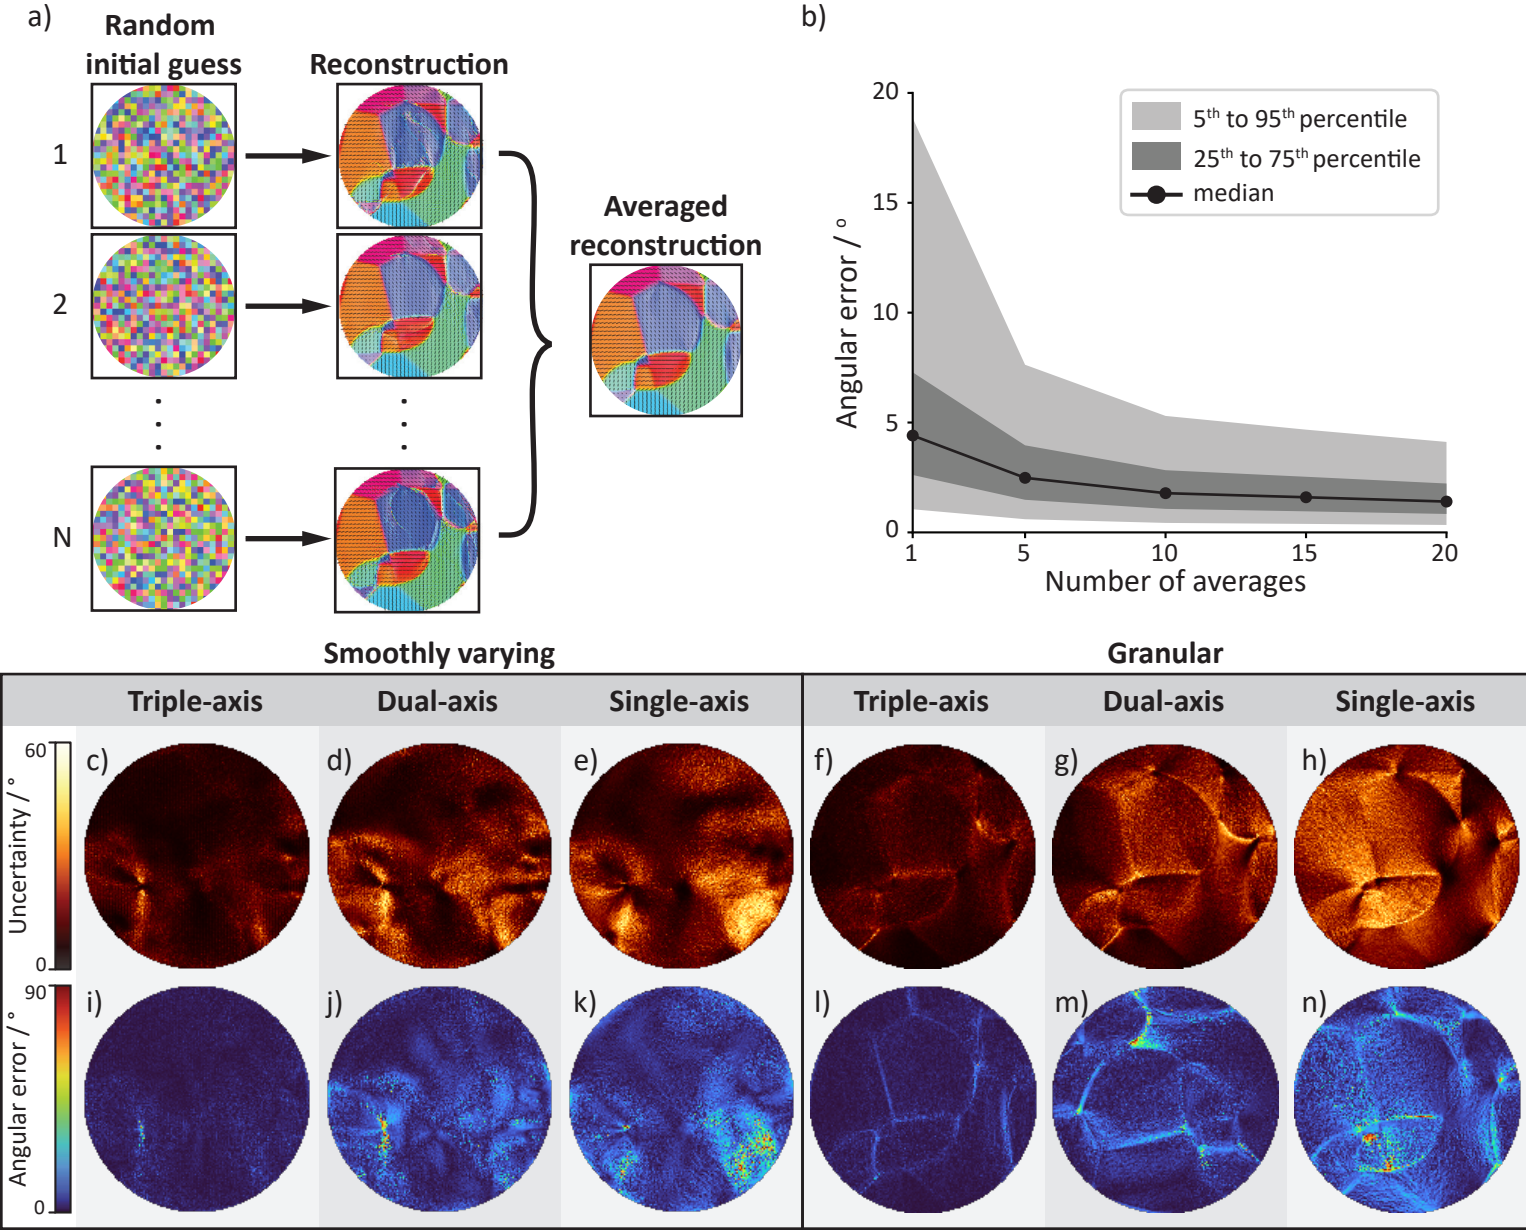 a)
Random
initial guess
Reconstruction
1
2
N
Averaged
reconstruction
b)
20
15
10
5
0
Angular error / °
1
5
10
15
20
Number of averages
5th to 95th percentile
25th to 75th percentile
median
Smoothly varying
Granular
Triple-axis
Dual-axis
Single-axis
Triple-axis
Dual-axis
Single-axis
60
Uncertainty / °
0
c)
d)
e)
f)
g)
h)
90
Angular error / °
0
i)
j)
k)
l)
m)
n)